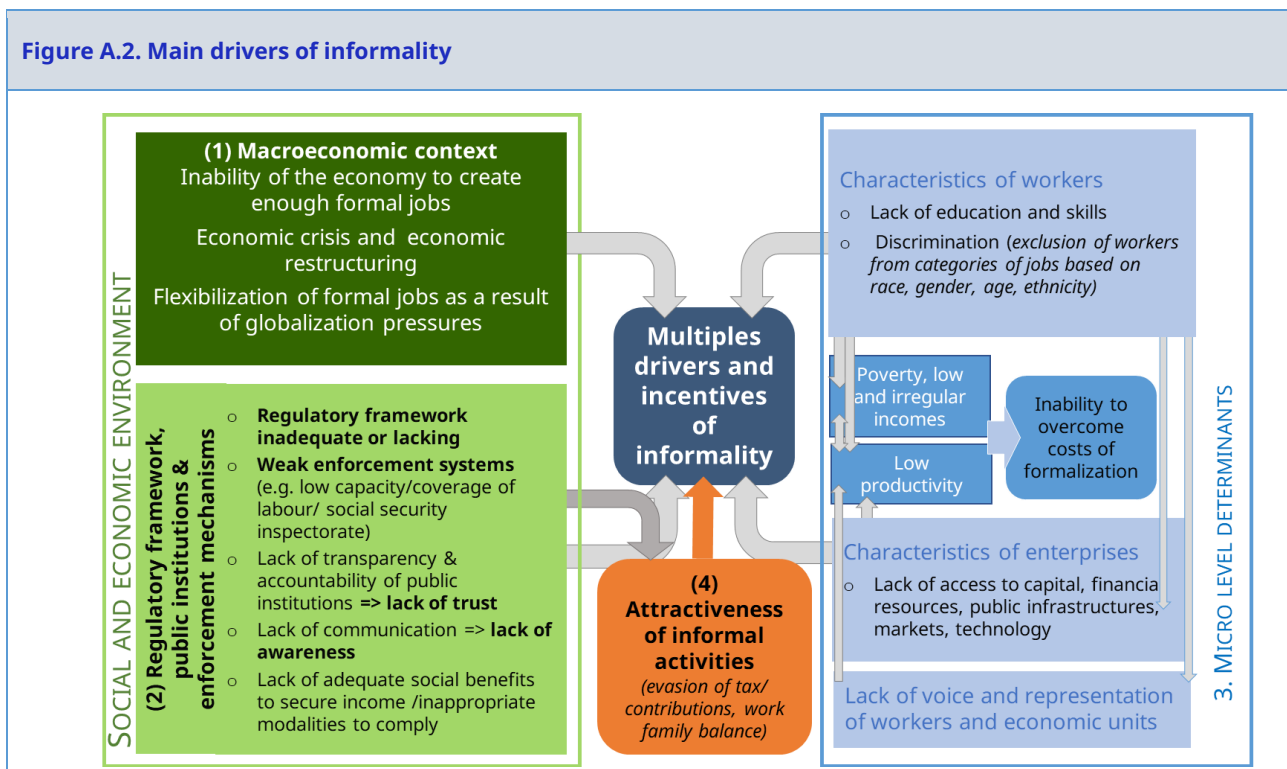 Figure A.2. Main drivers of informality
SOCIAL AND ECONOMIC ENVIRONMENT
(1) Macroeconomic context
Inability of the economy to create
enough formal jobs
Economic crisis and economic
restructuring
Flexibilization of formal jobs as a result
of globalization pressures
(2) Regulatory framework,
public institutions &
enforcement mechanisms
o Regulatory framework
inadequate or lacking
o Weak enforcement systems
(e.g. low capacity/coverage of
labour/ social security
inspectorate)
o Lack of transparency &
accountability of public
institutions => lack of trust
o Lack of communication => lack of
awareness
o Lack of adequate social benefits
to secure income /inappropriate
modalities to comply
Multiples
drivers and
incentives
of
informality
(4)
Attractiveness
of informal
activities
(evasion of tax/
contributions, work
family balance)
Characteristics of workers
o Lack of education and skills
o Discrimination (exclusion of workers
from categories of jobs based on
race, gender, age, ethnicity)
Poverty, low
and irregular
incomes
Low
productivity
Inability to
overcome
costs of
formalization
Characteristics of enterprises
o Lack of access to capital, financia
resources, public infrastructures,
markets, technology
Lack of voice and representation
of workers and economic units
3. MICRO LEVEL DETERMINANTS